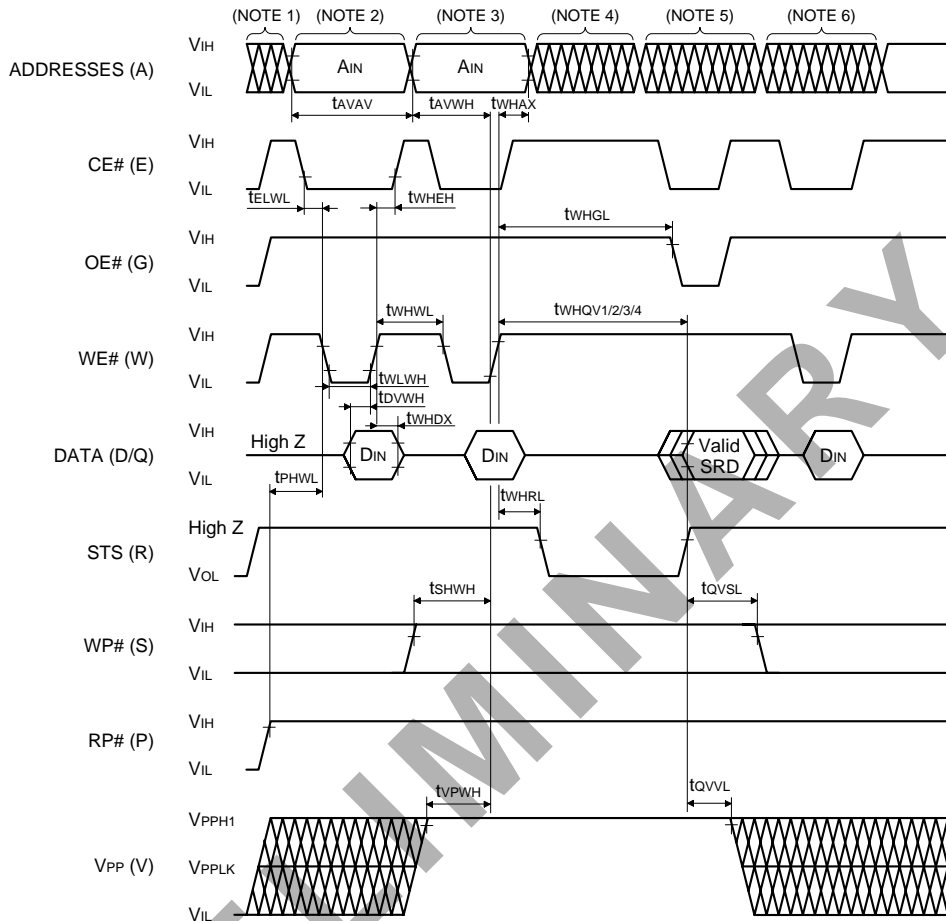 (NOTE 1) (NOTE 2) (NOTE 3) (NOTE 4) (NOTE 5) (NOTE 6)
ADDRESSES (A) VIH VIL AIN AIN
tAVAV tAVWH tWHAX
CE# (E) VIH VIL
tELWL tWHEH tWHGL
OE# (G) VIH VIL
tWHWL tWHQV1/2/3/4
WE# (W) VIH VIL
tWLWH
tDVWH
tWHDX
DATA (D/Q) VIH High Z VIL DIN DIN Valid SRD DIN
tPHWL tWHRL
STS (R) High Z VOL
tSHWH tQVSL
WP# (S) VIH VIL
RP# (P) VIH VIL
tVPWH tQVVL
VPP (V) VPPH1 VPPLK VIL
LIMINARY